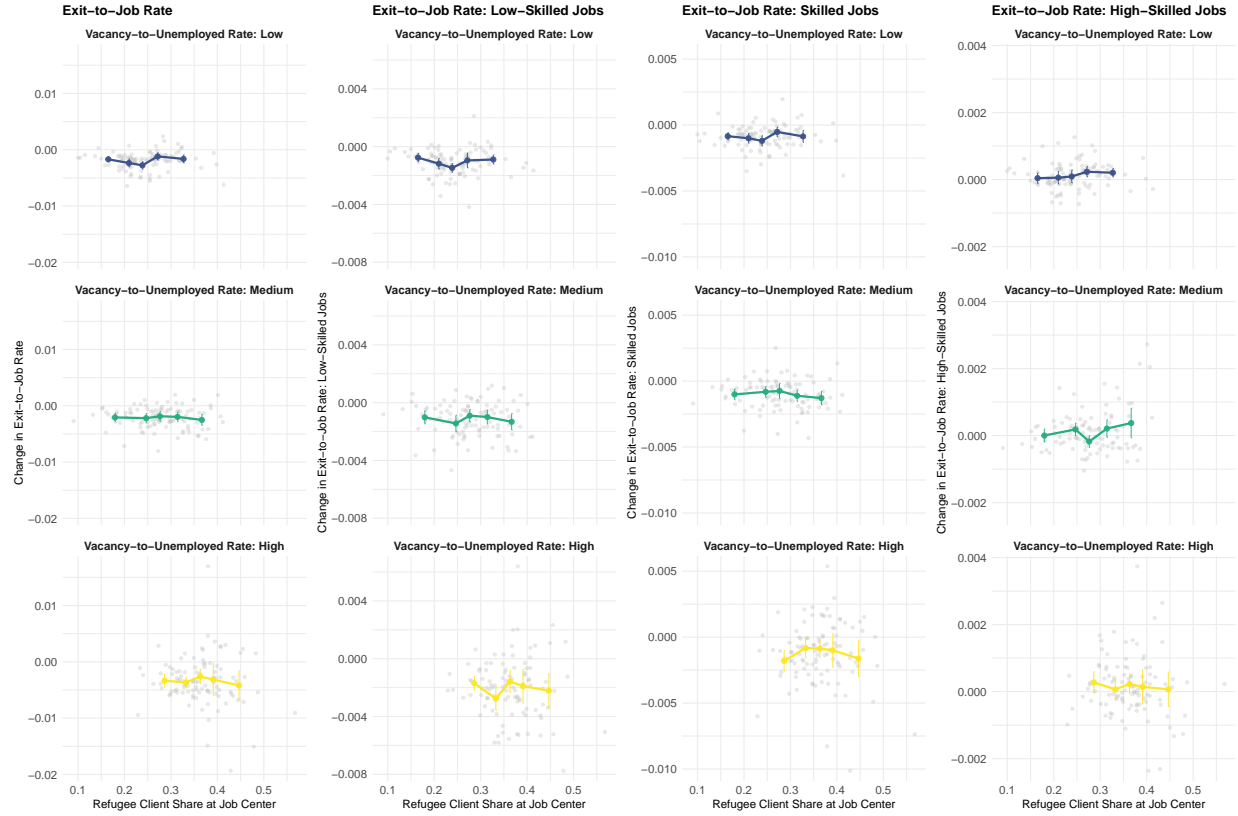 Exit−to−Job Rate
Exit−to−Job Rate: Low−Skilled Jobs
Exit−to−Job Rate: Skilled Jobs
Exit−to−Job Rate: High−Skilled Jobs
Vacancy−to−Unemployed Rate: Low
Vacancy−to−Unemployed Rate: Low
Vacancy−to−Unemployed Rate: Low
Vacancy−to−Unemployed Rate: Low
0.01
0.00
−0.01
−0.02
0.004
0.000
−0.004
−0.008
0.005
0.000
−0.005
−0.010
0.004
0.002
0.000
−0.002
Vacancy−to−Unemployed Rate: Medium
Vacancy−to−Unemployed Rate: Medium
Vacancy−to−Unemployed Rate: Medium
Vacancy−to−Unemployed Rate: Medium
Change in Exit−to−Job Rate
0.01
0.00
−0.01
−0.02
Change in Exit−to−Job Rate: Low−Skilled Jobs
0.004
0.000
−0.004
−0.008
Change in Exit−to−Job Rate: Skilled Jobs
0.005
0.000
−0.005
−0.010
Change in Exit−to−Job Rate: High−Skilled Jobs
0.004
0.002
0.000
−0.002
Vacancy−to−Unemployed Rate: High
Vacancy−to−Unemployed Rate: High
Vacancy−to−Unemployed Rate: High
Vacancy−to−Unemployed Rate: High
0.01
0.00
−0.01
−0.02
0.004
0.000
−0.004
−0.008
0.005
0.000
−0.005
−0.010
0.004
0.002
0.000
−0.002
0.1 0.2 0.3 0.4 0.5
0.1 0.2 0.3 0.4 0.5
0.1 0.2 0.3 0.4 0.5
0.1 0.2 0.3 0.4 0.5
Refugee Client Share at Job Center
Refugee Client Share at Job Center
Refugee Client Share at Job Center
Refugee Client Share at Job Center